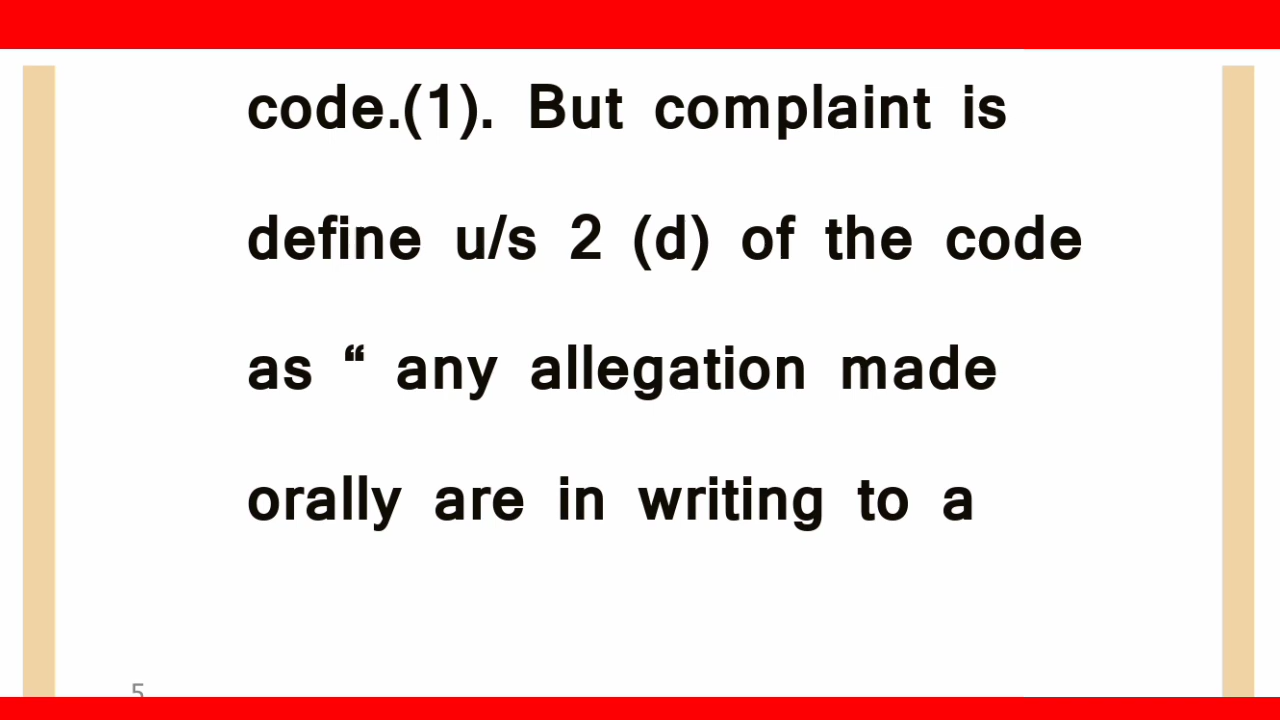 code.(1). But complaint is
define u/s 2 (d) of the code
as “ any allegation made
orally are in writing to a
5